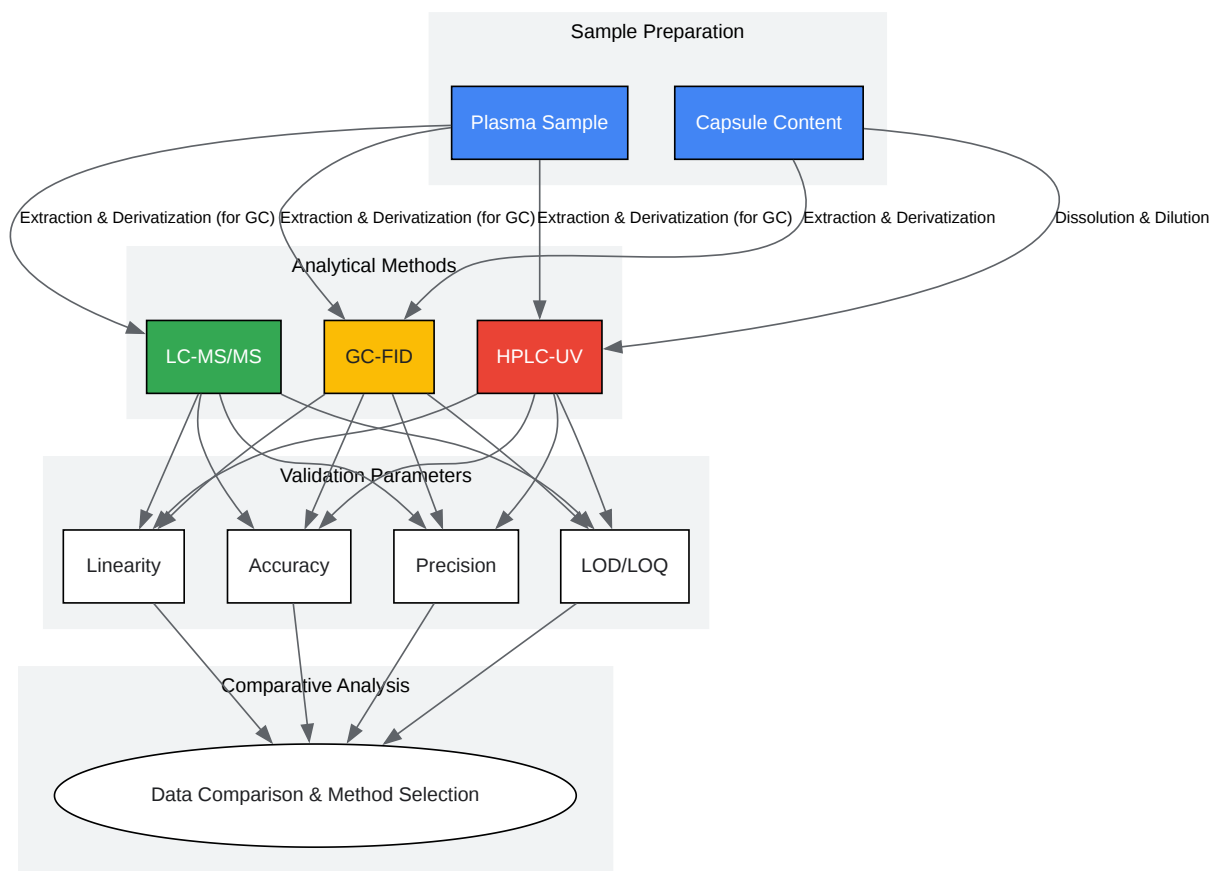 Sample Preparation
Plasma Sample
Capsule Content
Extraction & Derivatization (for GC)
Extraction & Derivatization (for GC)
Extraction & Derivatization (for GC)
Extraction & Derivatization
Dissolution & Dilution
Analytical Methods
LC-MS/MS
GC-FID
HPLC-UV
Validation Parameters
Linearity
Accuracy
Precision
LOD/LOQ
Comparative Analysis
Data Comparison & Method Selection